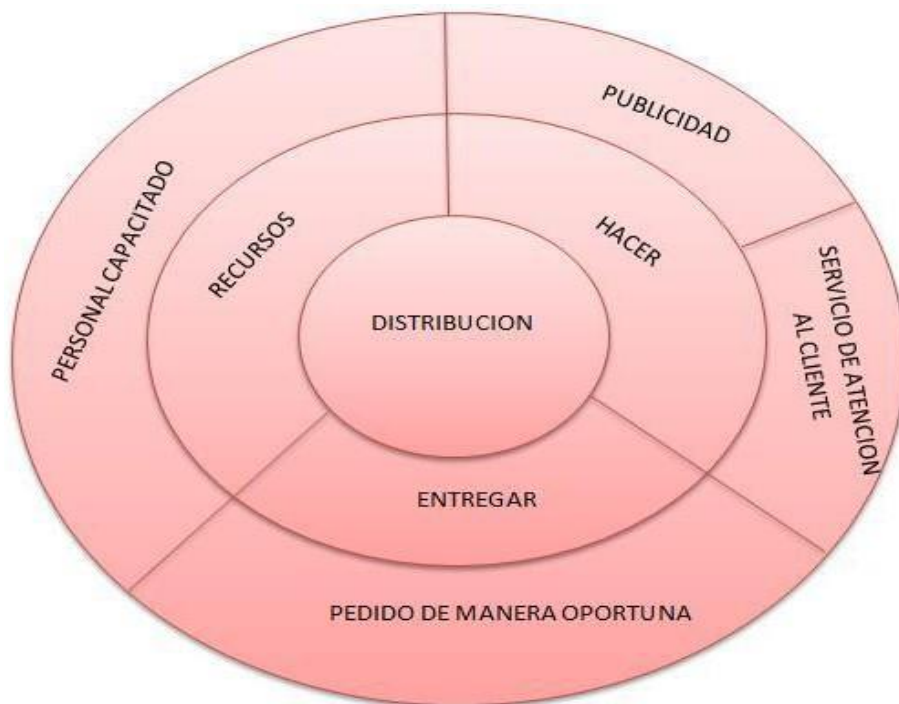 PUBLICIDAD
PERSONAL CAPACITADO
RECURSOS
HACER
SERVICIO DE ATENCION
AL CLIENTE
DISTRIBUCION
ENTREGAR
PEDIDO DE MANERA OPORTUNA